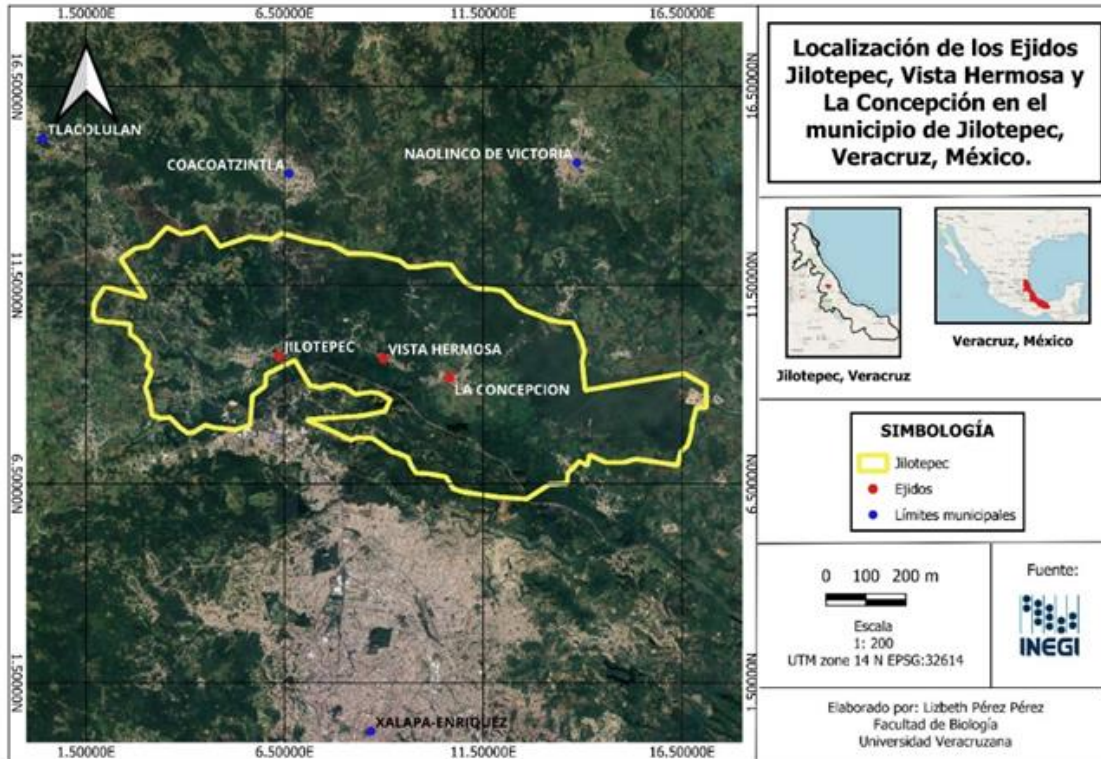 1.50000E 6.50000E 11.50000E 16.50000E
16.50000N
11.50000N
6.50000N
1.50000N
TLACOLULAN
COACOATZINTLA
NAOLINCO DE VICTORIA
JILOTEPEC
VISTA HERMOSA
LA CONCEPCION
XALAPA-ENRIQUEZ
16.50000N
11.50000N
6.50000N
1.50000N
1.50000E 6.50000E 11.50000E 16.50000E
Localización de los Ejidos
Jilotepec, Vista Hermosa y
La Concepción en el
municipio de Jilotepec,
Veracruz, México.
Jilotepec, Veracruz
Veracruz, México
SIMBOLOGÍA
Jilotepec
Ejidos
Límites municipales
0 100 200 m
Escala
1: 200
UTM zone 14 N EPSG:32614
Fuente:
INEGI
Elaborado por: Lizbeth Pérez Pérez
Facultad de Biología
Universidad Veracruzana